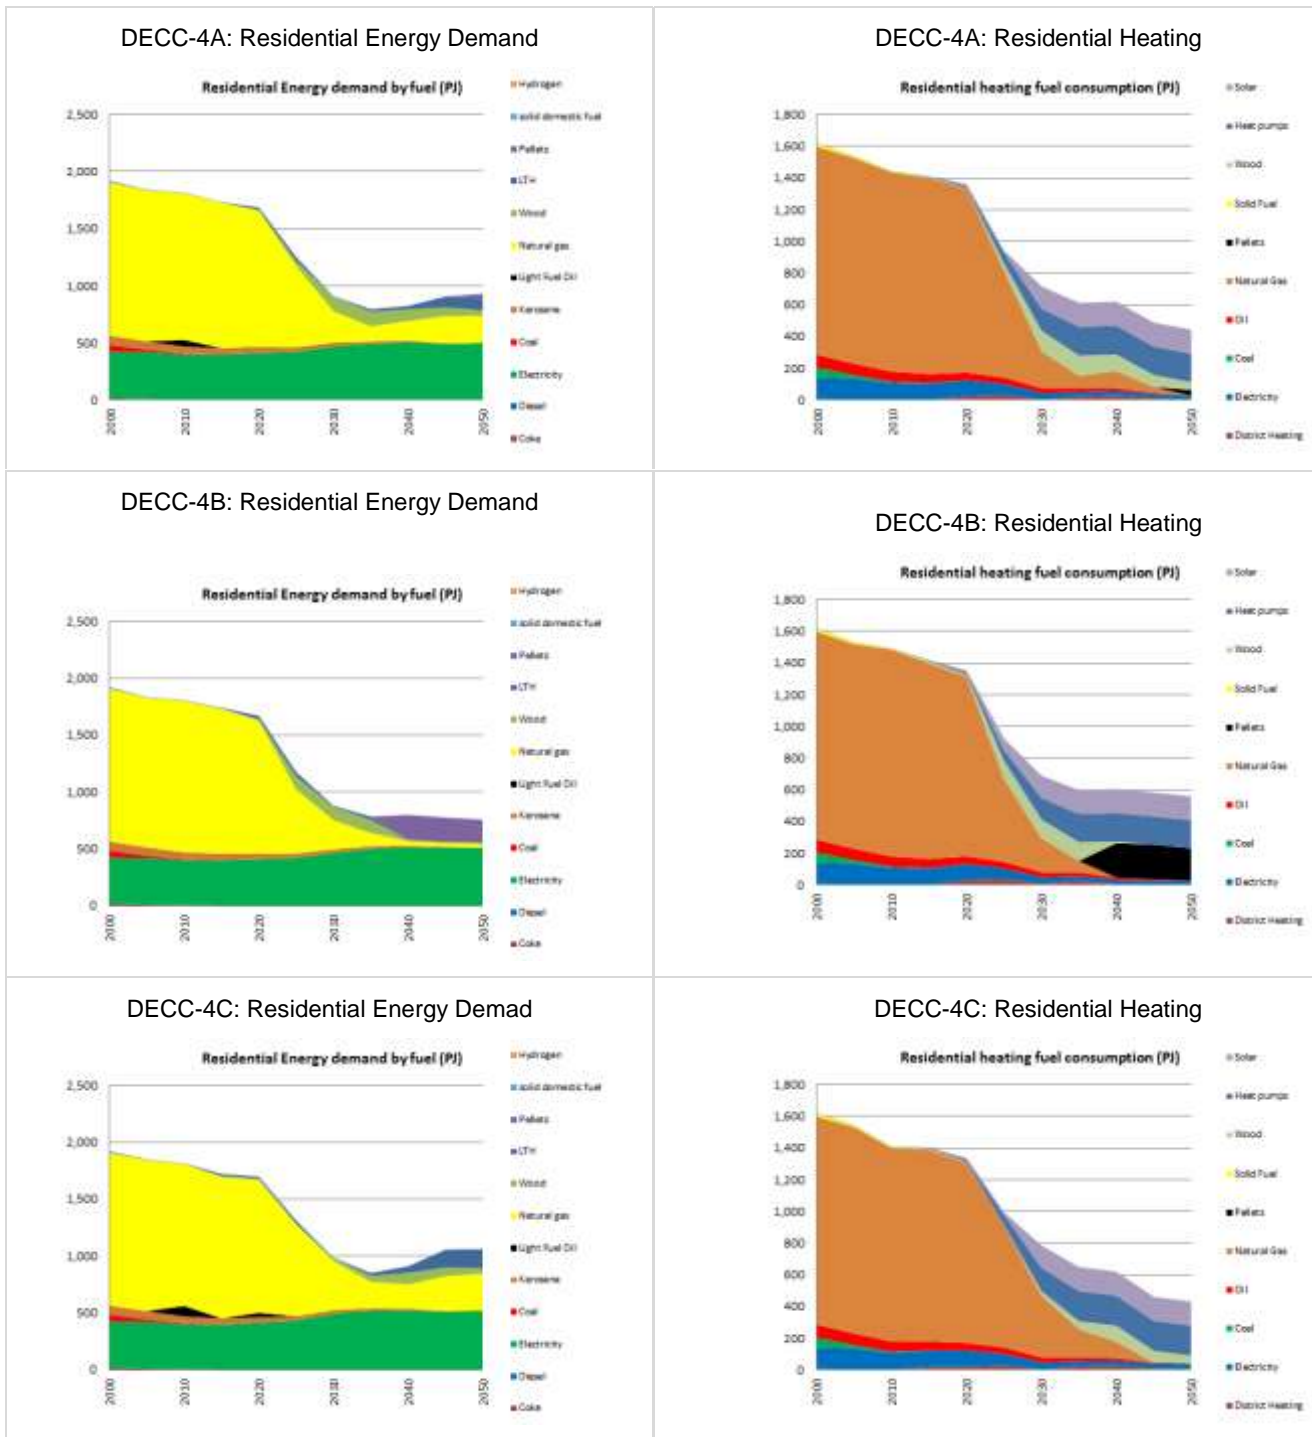 DECC-4A: Residential Energy Demand
Residential Energy demand by fuel (PJ)
2,500
2,000
1,500
1,000
500
0
2000
2010
2020
2030
2040
2050
Hydrogen
solid domestic fuel
Pellets
LTH
Wood
Natural gas
Light Fuel Oil
Kerosene
Coal
Electricity
Diesel
Coke
DECC-4A: Residential Heating
Residential heating fuel consumption (PJ)
1,800
1,600
1,400
1,200
1,000
800
600
400
200
0
2000
2010
2020
2030
2040
2050
Solar
Heat pumps
Wood
Solid Fuel
Pellets
Natural Gas
Oil
Coal
Electricity
District Heating
DECC-4B: Residential Energy Demand
Residential Energy demand by fuel (PJ)
2,500
2,000
1,500
1,000
500
0
2000
2010
2020
2030
2040
2050
Hydrogen
solid domestic fuel
Pellets
LTH
Wood
Natural gas
Light Fuel Oil
Kerosene
Coal
Electricity
Diesel
Coke
DECC-4B: Residential Heating
Residential heating fuel consumption (PJ)
1,800
1,600
1,400
1,200
1,000
800
600
400
200
0
2000
2010
2020
2030
2040
2050
Solar
Heat pumps
Wood
Solid Fuel
Pellets
Natural Gas
Oil
Coal
Electricity
District Heating
DECC-4C: Residential Energy Demad
Residential Energy demand by fuel (PJ)
2,500
2,000
1,500
1,000
500
0
2000
2010
2020
2030
2040
2050
Hydrogen
solid domestic fuel
Pellets
LTH
Wood
Natural gas
Light Fuel Oil
Kerosene
Coal
Electricity
Diesel
Coke
DECC-4C: Residential Heating
Residential heating fuel consumption (PJ)
1,800
1,600
1,400
1,200
1,000
800
600
400
200
0
2000
2010
2020
2030
2040
2050
Solar
Heat pumps
Wood
Solid Fuel
Pellets
Natural Gas
Oil
Coal
Electricity
District Heating